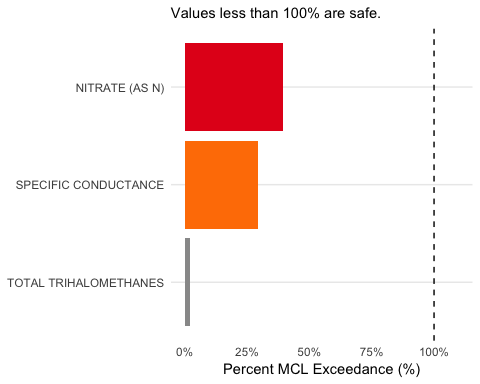 Values less than 100% are safe.
NITRATE (AS N)
SPECIFIC CONDUCTANCE
TOTAL TRIHALOMETHANES
0% 25% 50% 75% 100%
Percent MCL Exceedance (%)